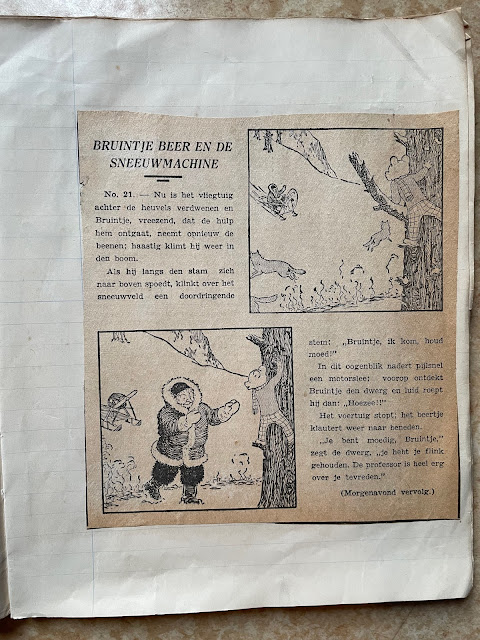 BRUINTJE BEER EN DE
SNEEUWMACHINE
No. 21. — Nu is het vliegtuig
achter de heuvels verdwenen en
Bruintje, vreezend, dat de hulp
hem ontgaat, neemt opnieuw de
beenen; haastig klimt hij weer in
den boom.
Als hij langs den stam zich
naar boven spoedt, klinkt over het
sneeuwveld een doordringende
stem: „Bruintje, ik kom, houd
moed!”
In dit oogenblik nadert pijlsnel
een motorslee; voorop ontdekt
Bruintje den dwerg en luid roept
hij dan: „Hoezee!!”
Het voertuig stopt; het beertje
klautert weer naar beneden.
„Je bent moedig, Bruintje,”
zegt de dwerg, „je hebt je flink
gehouden. De professor is heel erg
over je tevreden.”
(Morgenavond vervolg.)